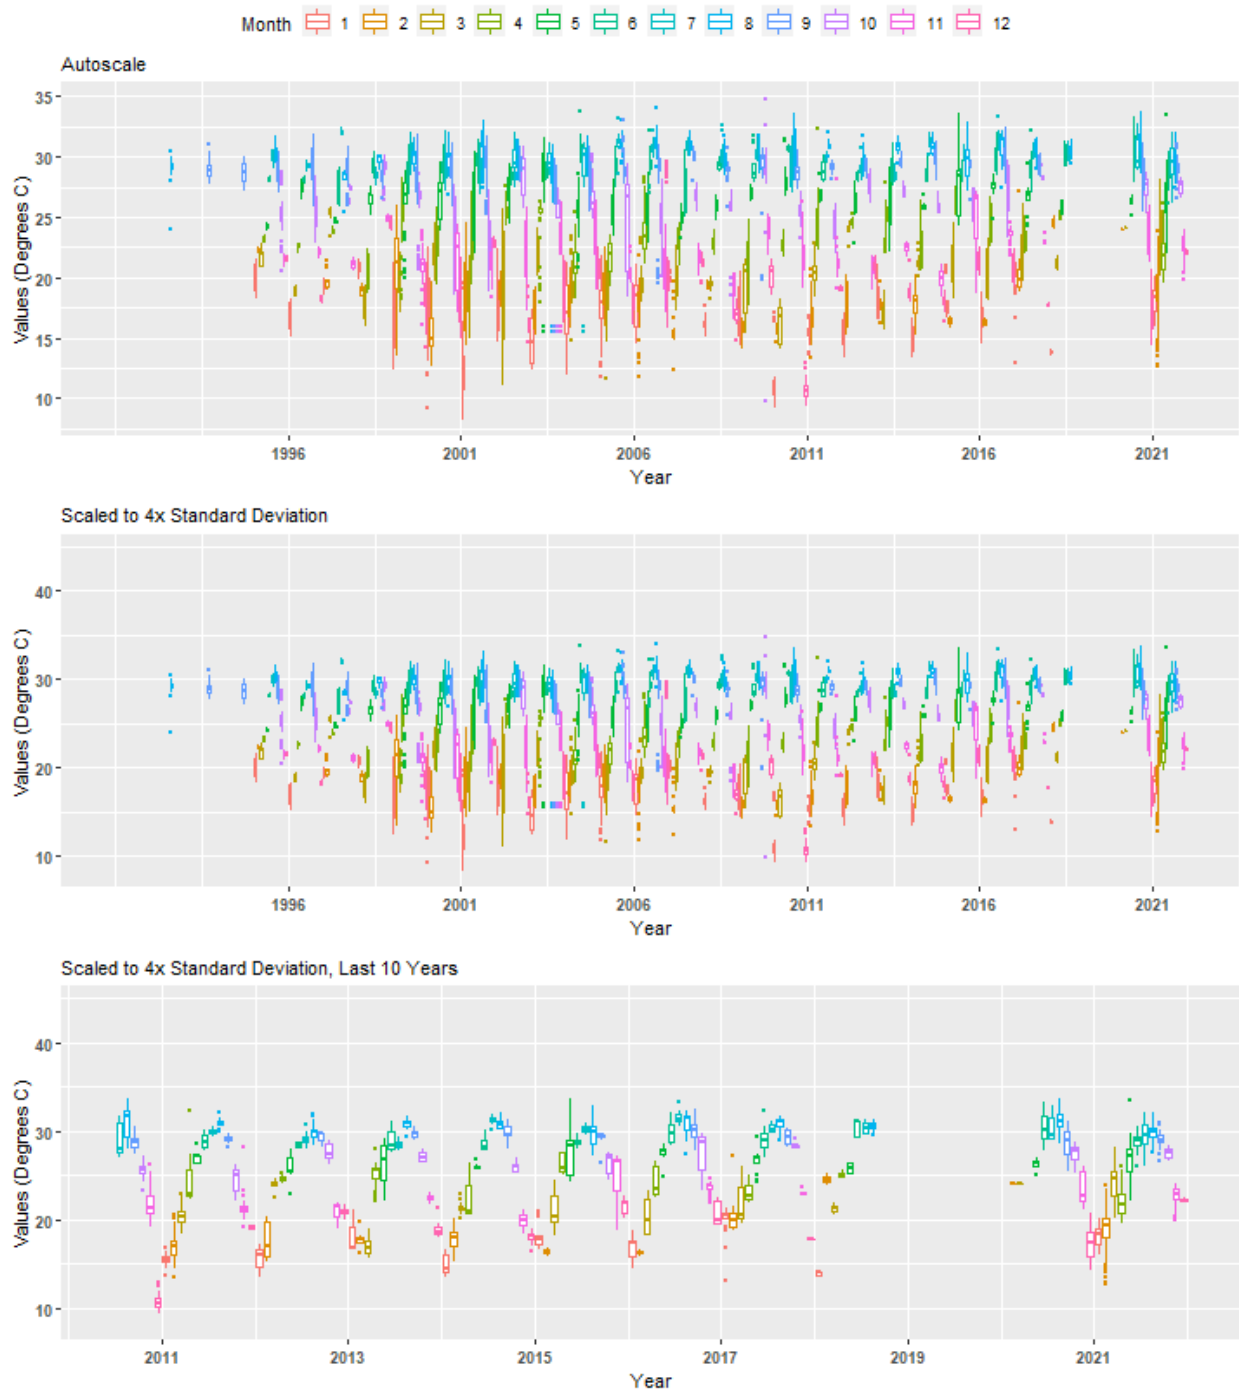 Month 1 2 3 4 5 6 7 8 9 10 11 12
Autoscale
Values (Degrees C)
35
30
25
20
15
10
1996 2001 2006 2011 2016 2021
Year
Scaled to 4x Standard Deviation
Values (Degrees C)
40
30
20
10
1996 2001 2006 2011 2016 2021
Year
Scaled to 4x Standard Deviation, Last 10 Years
Values (Degrees C)
40
30
20
10
2011 2013 2015 2017 2019 2021
Year